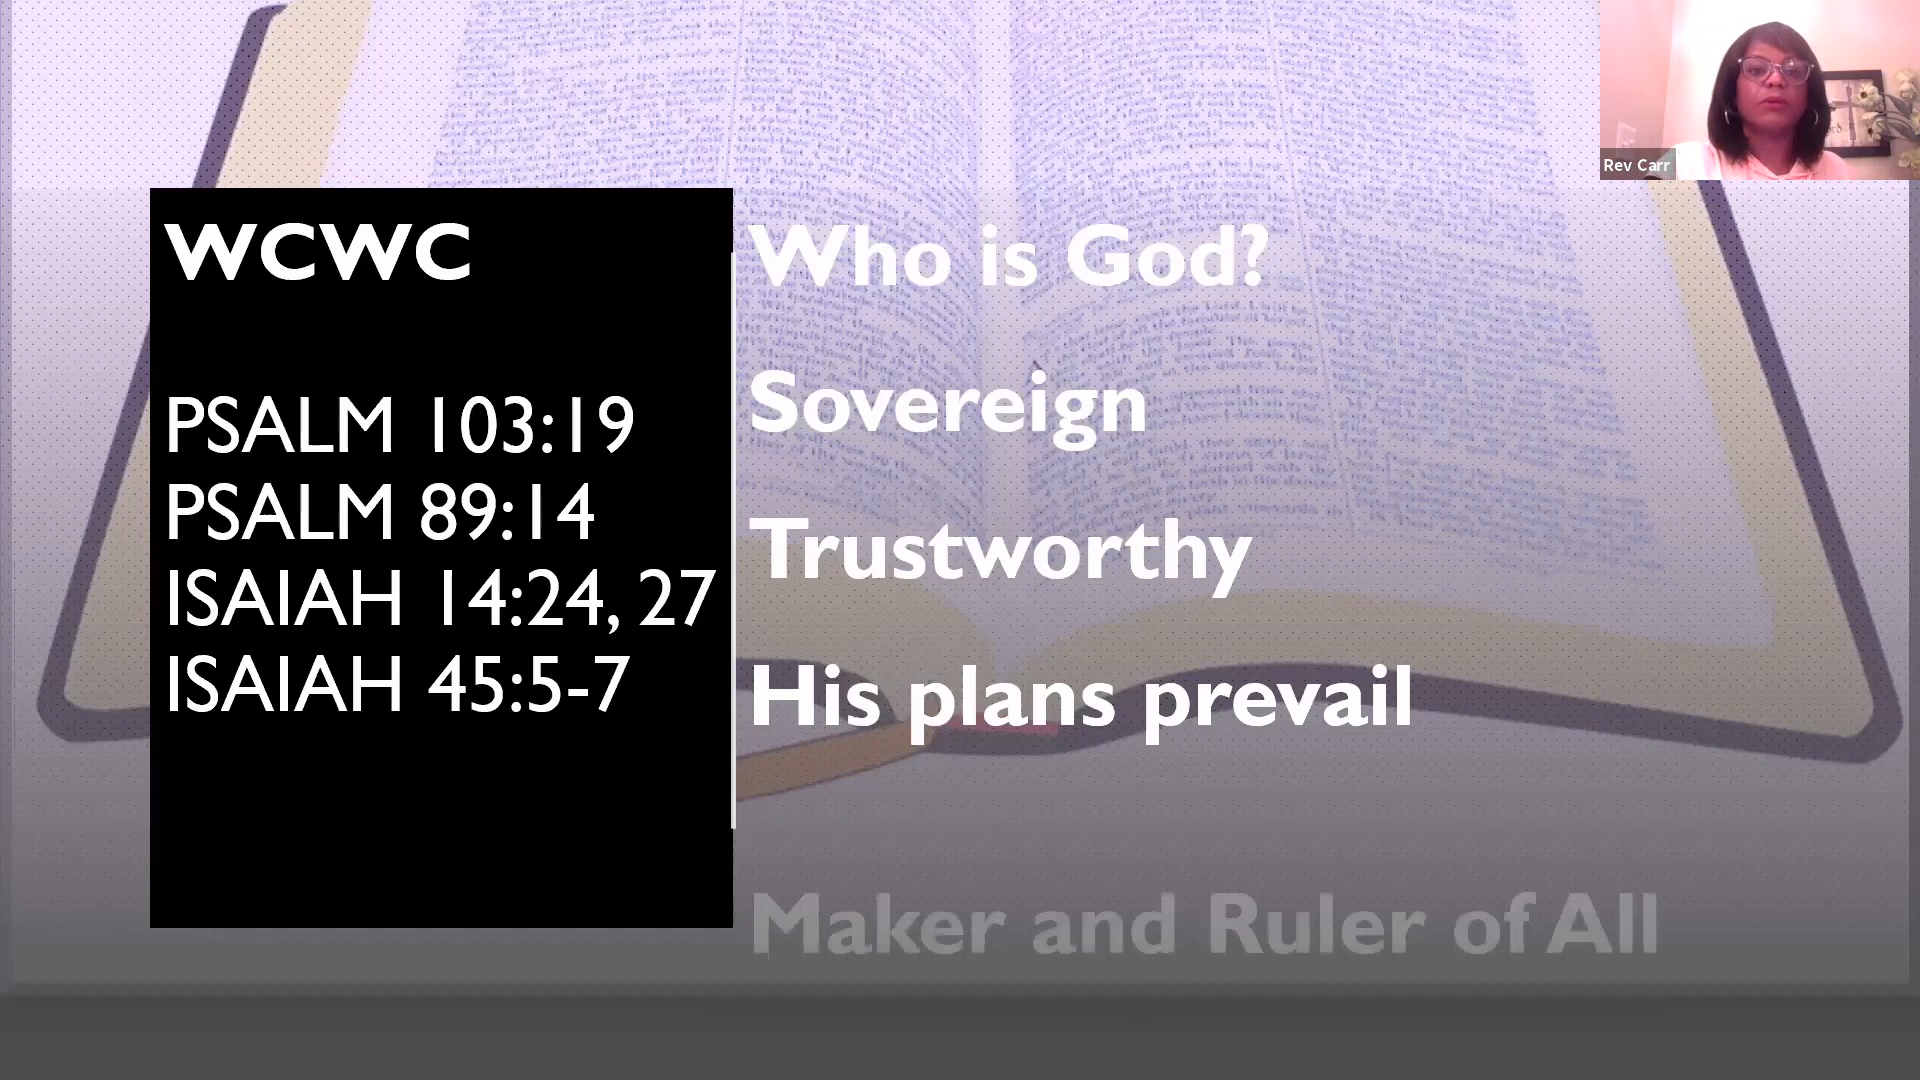 WCWC
PSALM 103:19
PSALM 89:14
ISAIAH 14:24, 27
ISAIAH 45:5-7
Who is God?
Sovereign
Trustworthy
His plans prevail
Maker and Ruler of All
Rev Carr